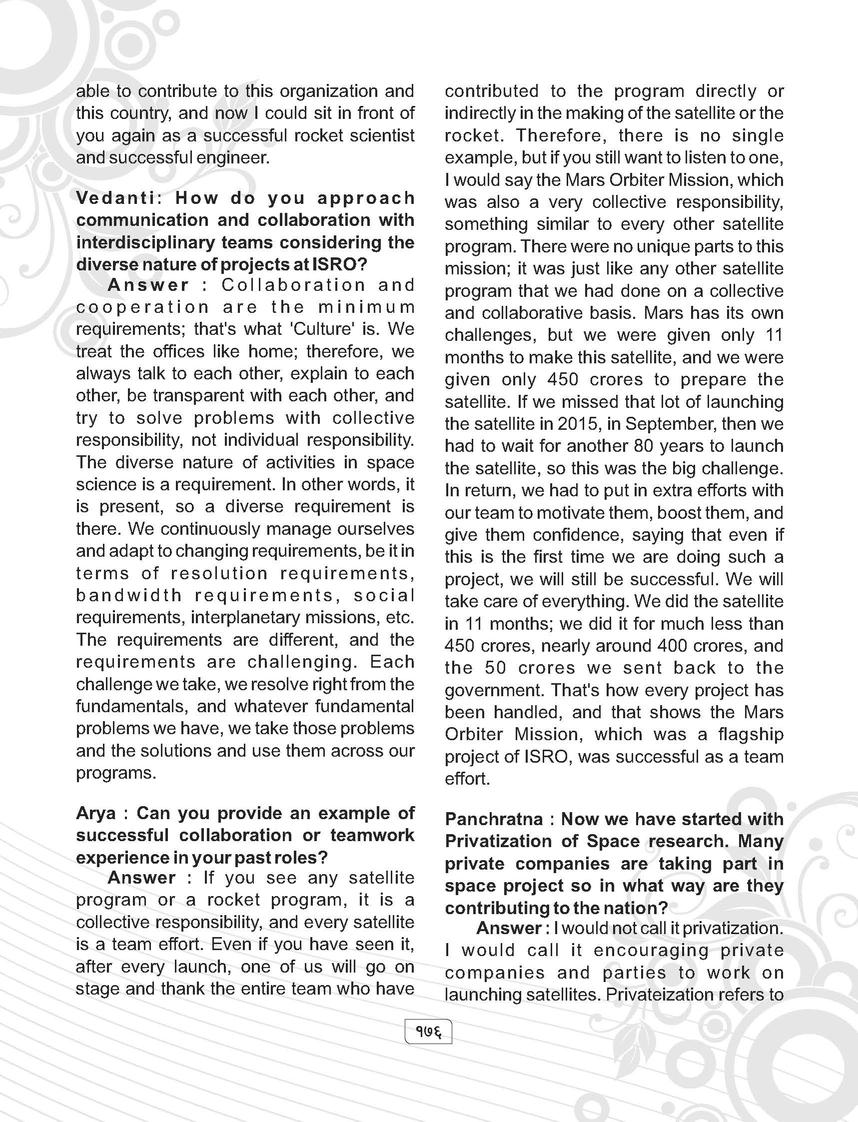 able to contribute to this organization and
this country, and now I could sit in front of
you again as a successful rocket scientist
and successful engineer.
Vedanti: How do you approach
communication and collaboration with
interdisciplinary teams considering the
diverse nature of projects at ISRO?
Answer : Collaboration and
cooperation are the minimum
requirements; that's what 'Culture' is. We
treat the offices like home; therefore, we
always talk to each other, explain to each
other, be transparent with each other, and
try to solve problems with collective
responsibility, not individual responsibility.
The diverse nature of activities in space
science is a requirement. In other words, it
is present, so a diverse requirement is
there. We continuously manage ourselves
and adapt to changing requirements, be it in
terms of resolution requirements,
bandwidth requirements, social
requirements, interplanetary missions, etc.
The requirements are different, and the
requirements are challenging. Each
challenge we take, we resolve right from the
fundamentals, and whatever fundamental
problems we have, we take those problems
and the solutions and use them across our
programs.
Arya : Can you provide an example of
successful collaboration or teamwork
experience in your past roles?
Answer : If you see any satellite
program or a rocket program, it is a
collective responsibility, and every satellite
is a team effort. Even if you have seen it,
after every launch, one of us will go on
stage and thank the entire team who have
contributed to the program directly or
indirectly in the making of the satellite or the
rocket. Therefore, there is no single
example, but if you still want to listen to one,
I would say the Mars Orbiter Mission, which
was also a very collective responsibility,
something similar to every other satellite
program. There were no unique parts to this
mission; it was just like any other satellite
program that we had done on a collective
and collaborative basis. Mars has its own
challenges, but we were given only 11
months to make this satellite, and we were
given only 450 crores to prepare the
satellite. If we missed that lot of launching
the satellite in 2015, in September, then we
had to wait for another 80 years to launch
the satellite, so this was the big challenge.
In return, we had to put in extra efforts with
our team to motivate them, boost them, and
give them confidence, saying that even if
this is the first time we are doing such a
project, we will still be successful. We will
take care of everything. We did the satellite
in 11 months; we did it for much less than
450 crores, nearly around 400 crores, and
the 50 crores we sent back to the
government. That's how every project has
been handled, and that shows the Mars
Orbiter Mission, which was a flagship
project of ISRO, was successful as a team
effort.
Panchratna : Now we have started with
Privatization of Space research. Many
private companies are taking part in
space project so in what way are they
contributing to the nation?
Answer : I would not call it privatization.
I would call it encouraging private
companies and parties to work on
launching satellites. Privateization refers to
१७६